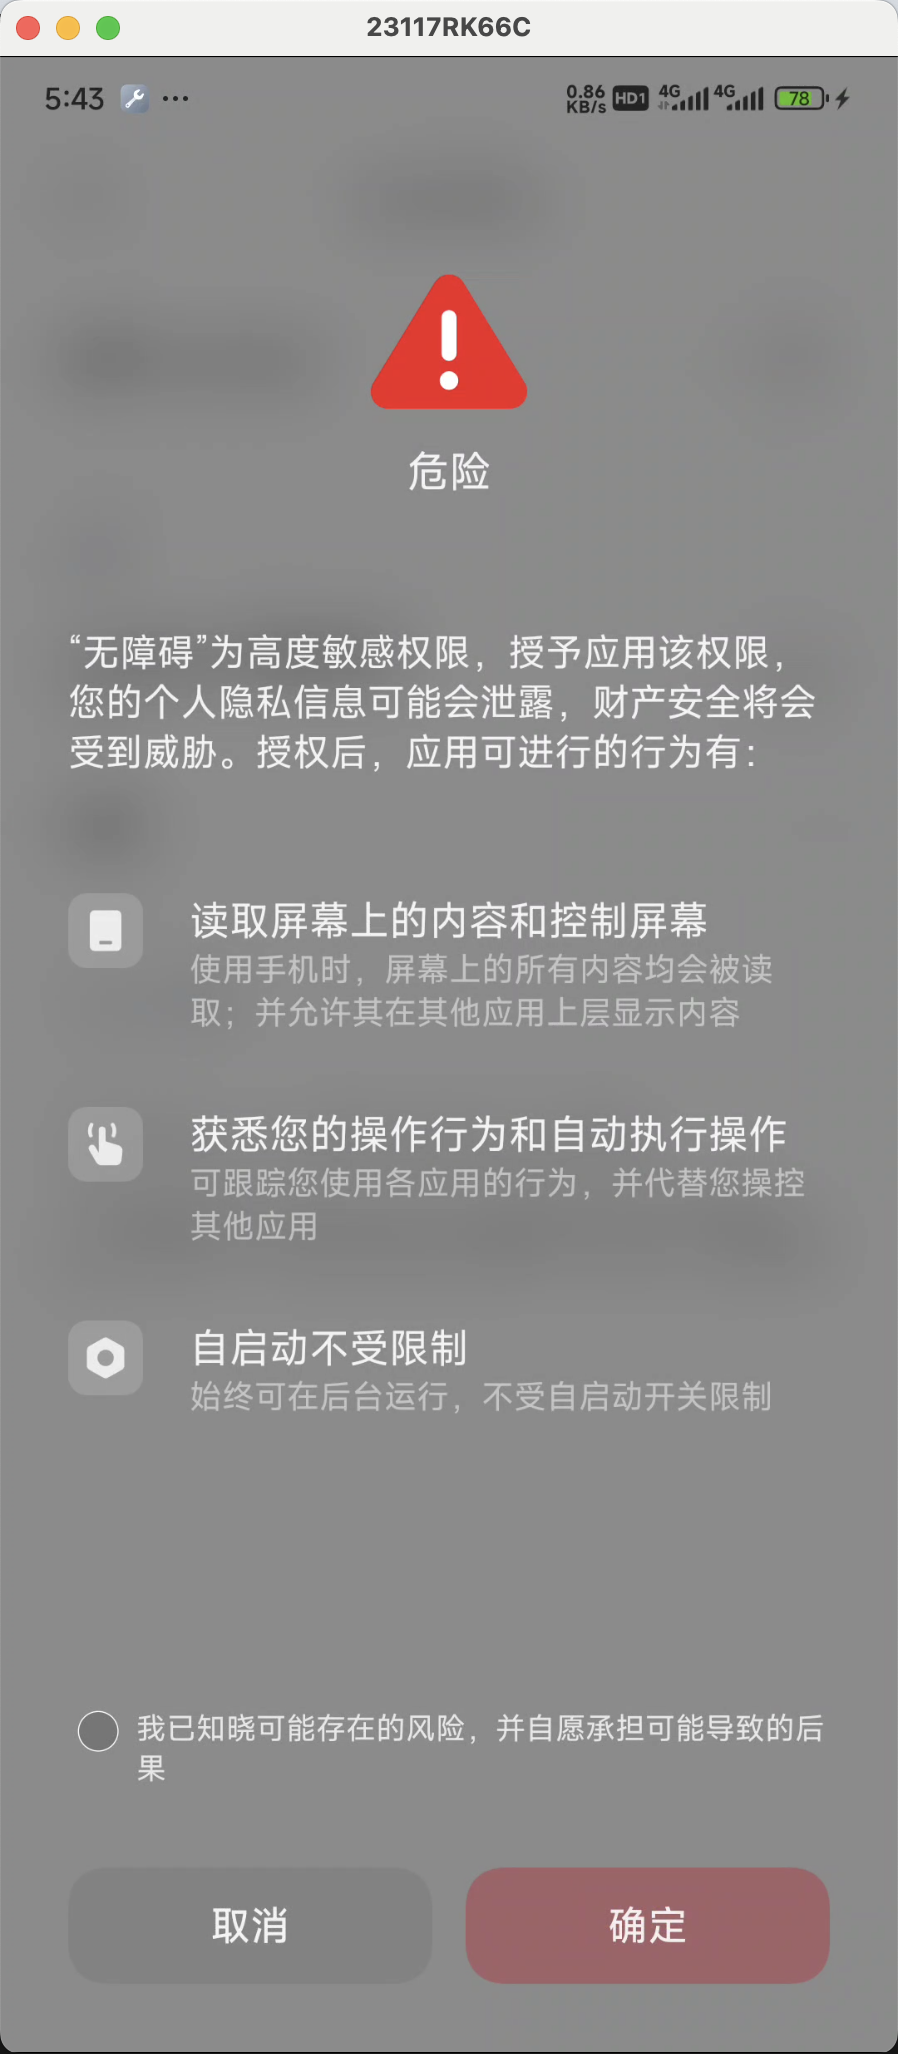 23117RK66C
5:43 ... 0.86 KB/s HD1 4G 4G 78
危险
“无障碍”为高度敏感权限，授予应用该权限，
您的个人隐私信息可能会泄露，财产安全将会
受到威胁。授权后，应用可进行的行为有：
读取屏幕上的内容和控制屏幕
使用手机时，屏幕上的所有内容均会被读
取；并允许其在其他应用上层显示内容
获悉您的操作行为和自动执行操作
可跟踪您使用各应用的行为，并代替您操控
其他应用
自启动不受限制
始终可在后台运行，不受自启动开关限制
我已知晓可能存在的风险，并自愿承担可能导致的后
果
取消 确定